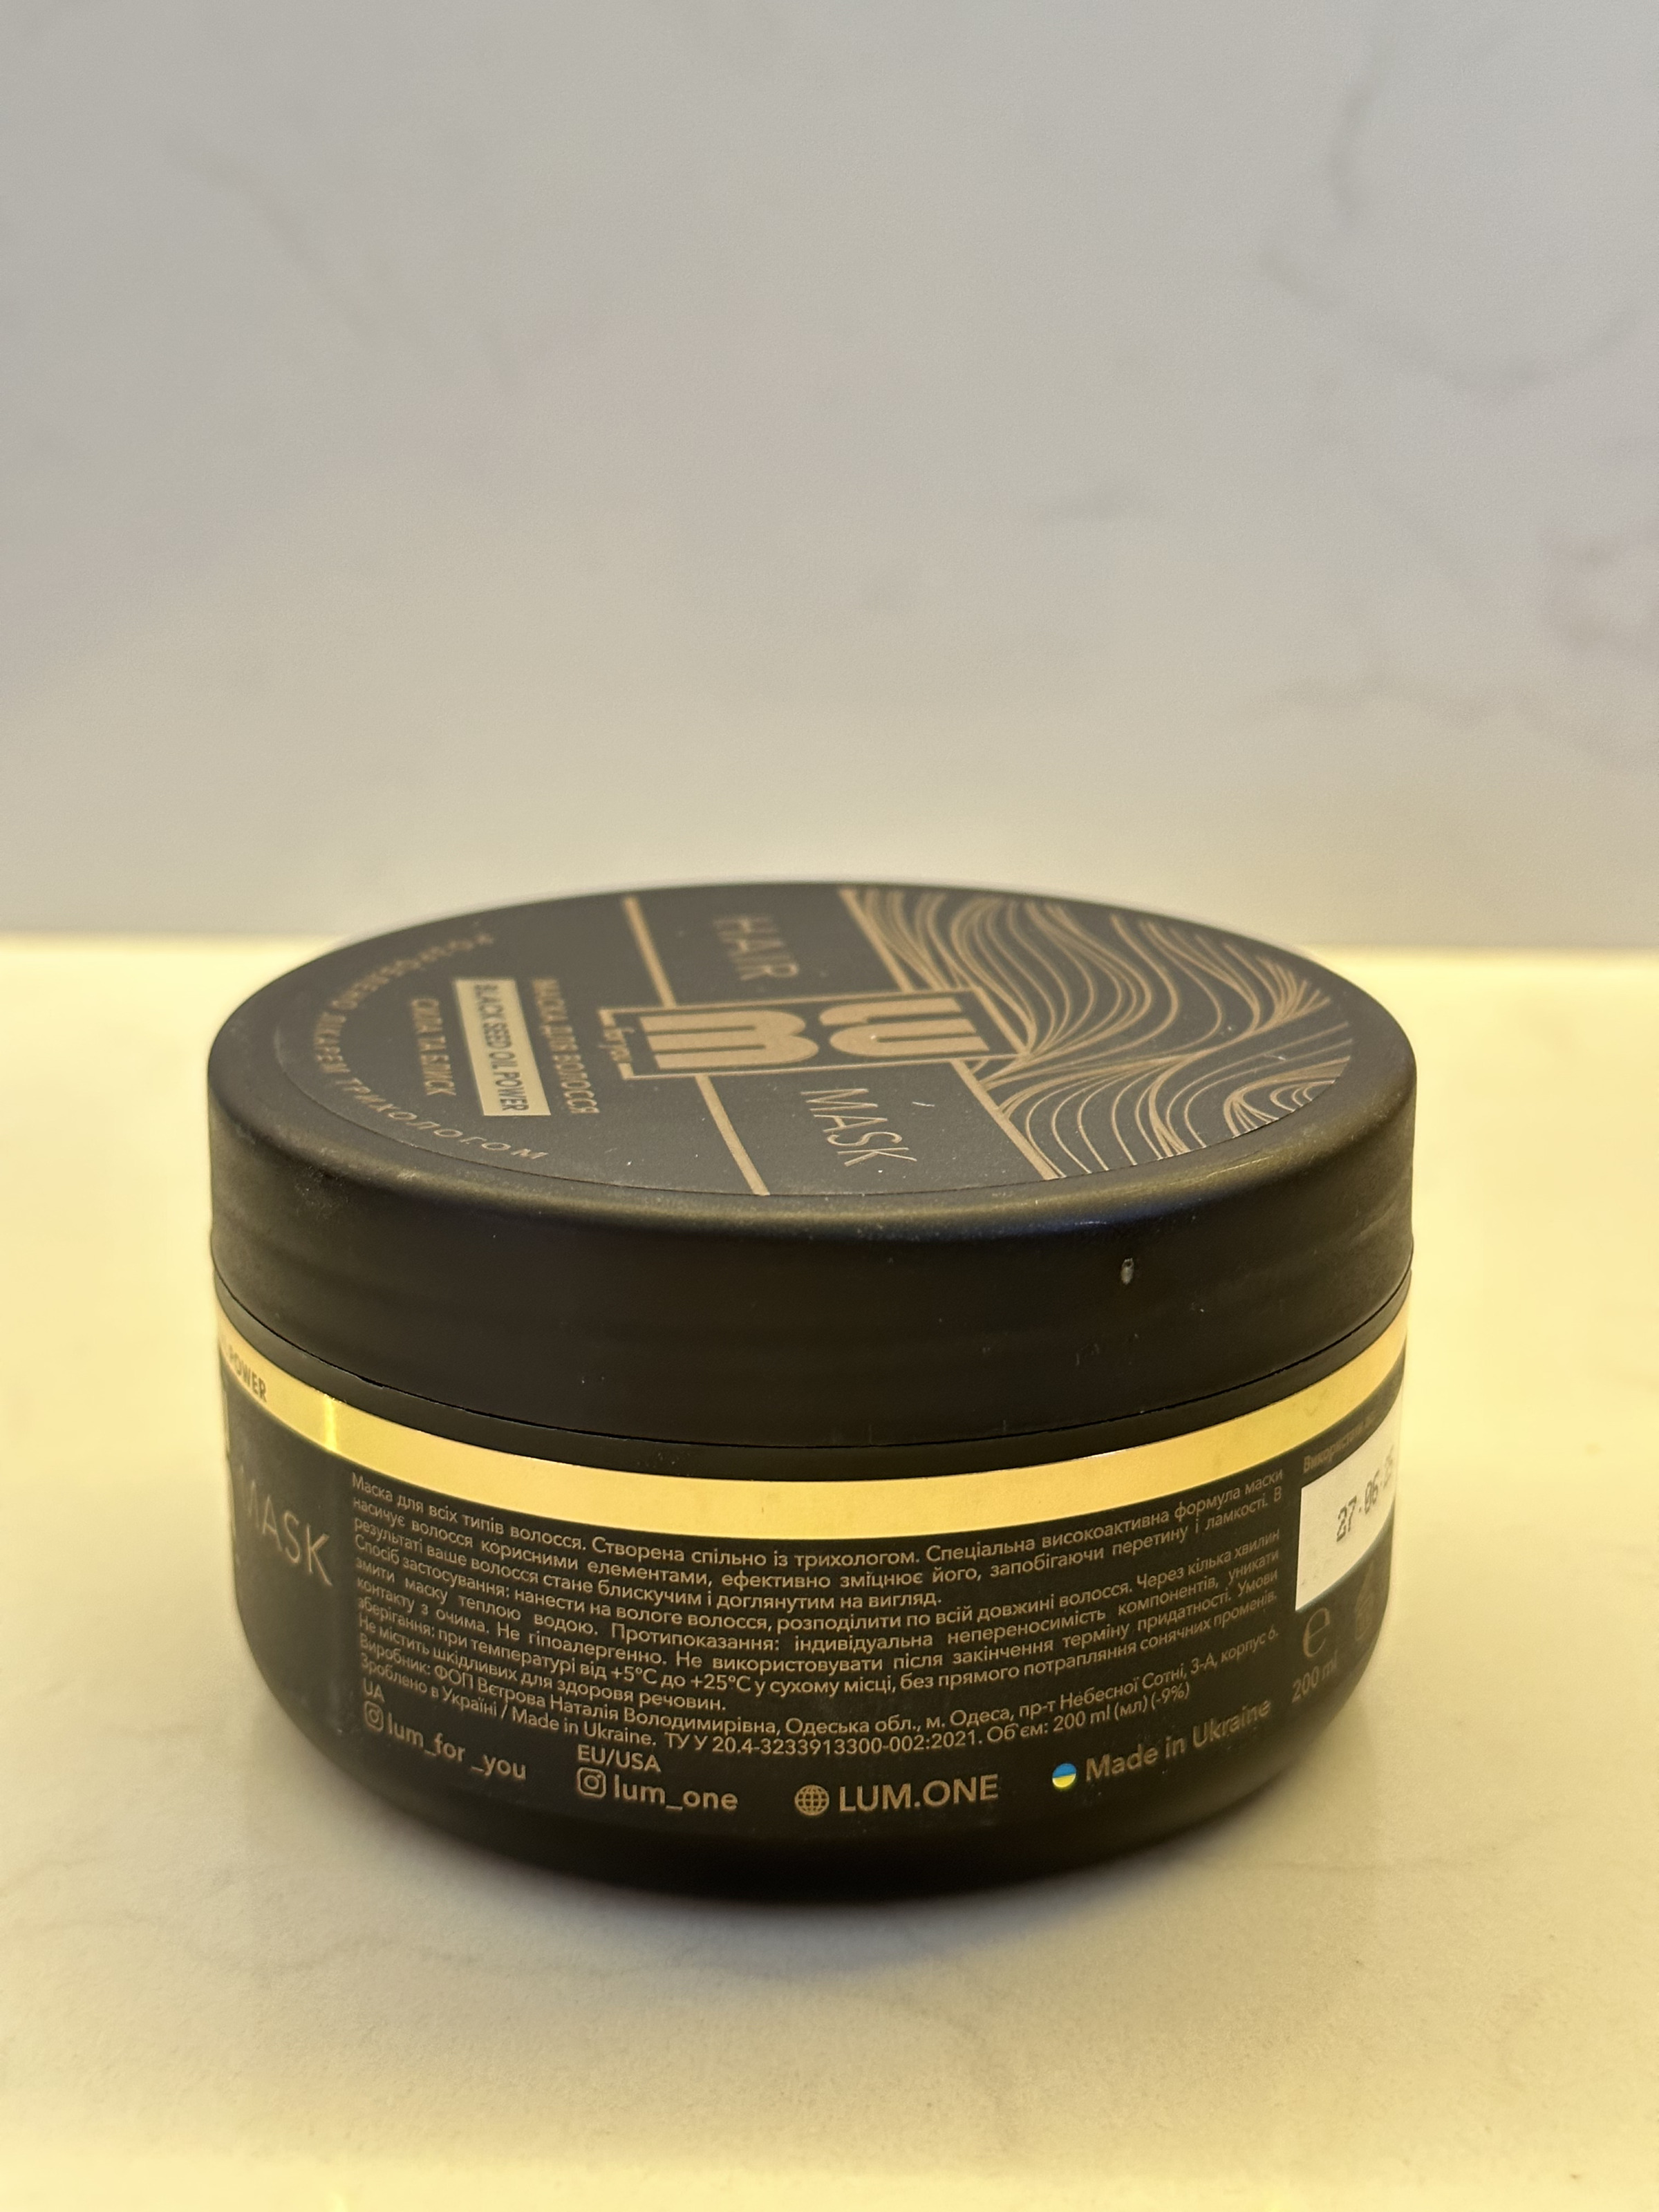 HAIR
MASK
lum
for you
МАСКА ДЛЯ ВОЛОССЯ
BLACK SEED OIL POWER
СИЛА ТА БЛИСК
РОЗРОБЛЕНО ЛІКАРЕМ ТРИХОЛОГОМ
POWER
MASK
Маска для всіх типів волосся. Створена спільно із трихологом. Спеціальна високоактивна формула маски
насичує волосся корисними елементами, ефективно зміцнює його, запобігаючи перетину і ламкості. В
результаті ваше волосся стане блискучим і доглянутим на вигляд.
Спосіб застосування: нанести на вологе волосся, розподілити по всій довжині волосся. Через кілька хвилин
змити маску теплою водою. Протипоказання: індивідуальна непереносимість компонентів, уникати
контакту з очима. Не гіпоалергенно. Не використовувати після закінчення терміну придатності. Умови
зберігання: при температурі від +5°C до +25°C у сухому місці, без прямого потрапляння сонячних променів.
Не містить шкідливих для здоровя речовин.
Виробник: ФОП Вєтрова Наталія Володимирівна, Одеська обл., м. Одеса, пр-т Небесної Сотні, 3-А, корпус 6.
Зроблено в Україні / Made in Ukraine. ТУ У 20.4-3233913300-002:2021. Об'єм: 200 ml (мл) (-9%)
UA
lum_for_you
EU/USA
lum_one
LUM.ONE
Made in Ukraine
27.06
e
200 ml